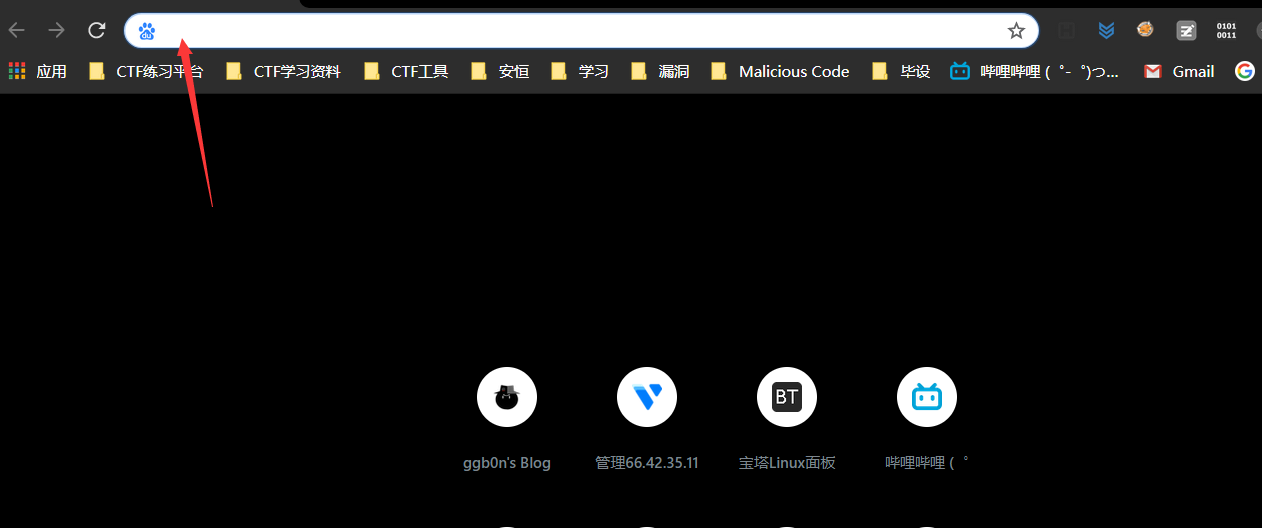 du
0101
0011
应用 CTF练习平台 CTF学习资料 CTF工具 安恒 学习 漏洞 Malicious Code 毕设 哔哩哔哩 ( ゜- ゜)つ... Gmail
BT
ggb0n's Blog 管理66.42.35.11 宝塔Linux面板 哔哩哔哩 ( ゜